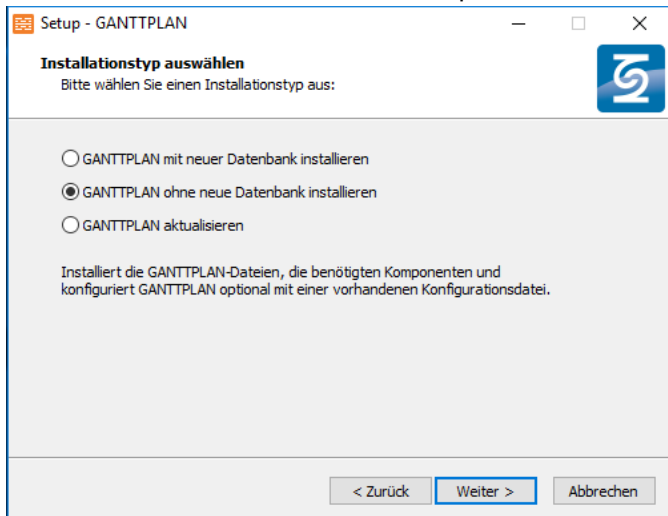 Setup - GANTTPLAN
Installationstyp auswählen
Bitte wählen Sie einen Installationstyp aus:
GANTTPLAN mit neuer Datenbank installieren
GANTTPLAN ohne neue Datenbank installieren
GANTTPLAN aktualisieren
Installiert die GANTTPLAN-Dateien, die benötigten Komponenten und
konfiguriert GANTTPLAN optional mit einer vorhandenen Konfigurationsdatei.
< Zurück Weiter > Abbrechen